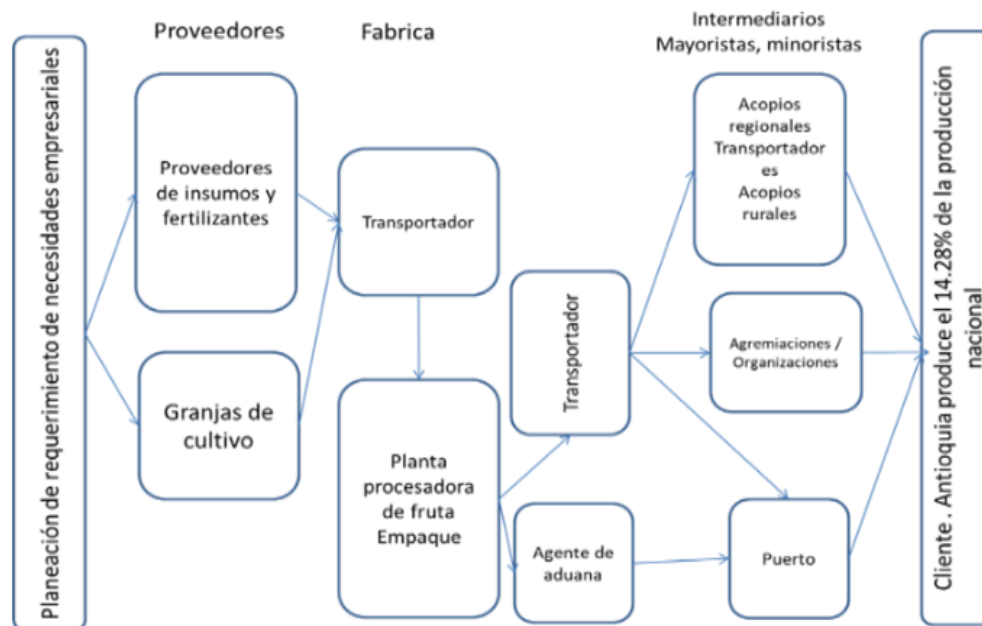 Planeación de requerimiento de necesidades empresariales
Proveedores
Proveedores
de insumos y
fertilizantes
Granjas de
cultivo
Fabrica
Transportador
Planta
procesadora
de fruta
Empaque
Transportador
Agente de
aduana
Intermediarios
Mayoristas, minoristas
Acopios
regionales
Transportador
es
Acopios
rurales
Agremiaciones /
Organizaciones
Puerto
Cliente . Antioquia produce el 14.28% de la producción
nacional